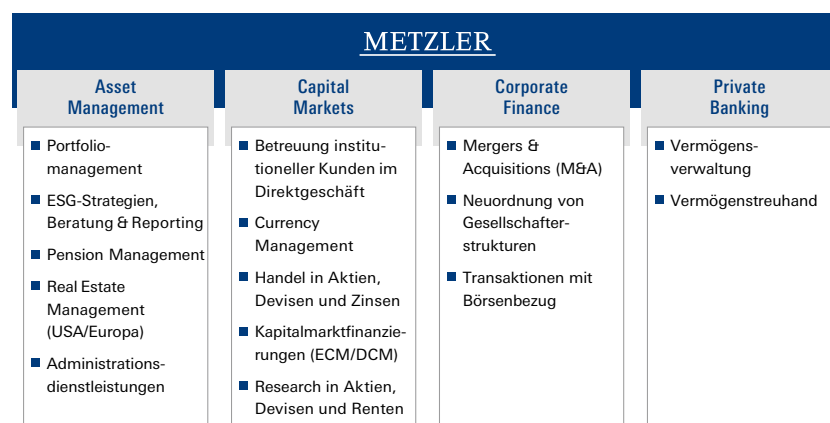 METZLER
Asset
Management
Portfolio-
management
ESG-Strategien,
Beratung & Reporting
Pension Management
Real Estate
Management
(USA/Europa)
Administrations-
dienstleistungen
Capital
Markets
Betreuung institu-
tioneller Kunden im
Direktgeschäft
Currency
Management
Handel in Aktien,
Devisen und Zinsen
Kapitalmarktfinanzie-
rungen (ECM/DCM)
Research in Aktien,
Devisen und Renten
Corporate
Finance
Mergers &
Acquisitions (M&A)
Neuordnung von
Gesellschafter-
strukturen
Transaktionen mit
Börsenbezug
Private
Banking
Vermögens-
verwaltung
Vermögenstreuhand